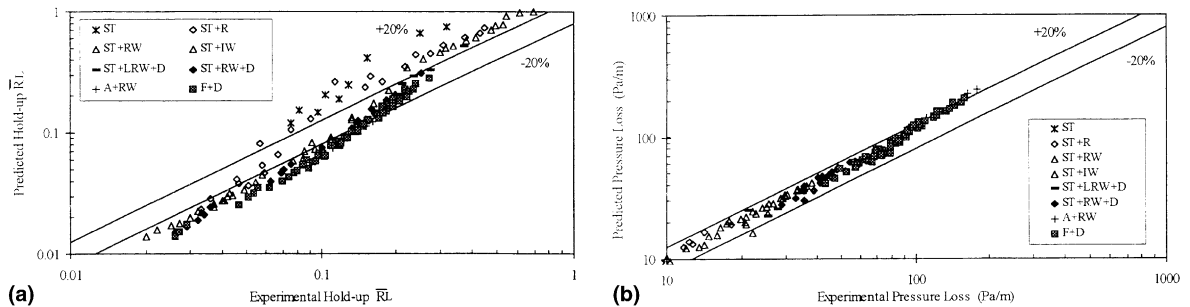 1
+20%
-20%
ST
ST+R
ST+RW
ST+IW
ST+LRW+D
ST+RW+D
A+RW
F+D
Predicted Hold-up R̅L
0.1
0.01
0.01
0.1
1
Experimental Hold-up R̅L
(a)
1000
+20%
-20%
Predicted Pressure Loss (Pa/m)
100
ST
ST+R
ST+RW
ST+IW
ST+LRW+D
ST+RW+D
A+RW
F+D
10
10
100
1000
Experimental Pressure Loss (Pa/m)
(b)